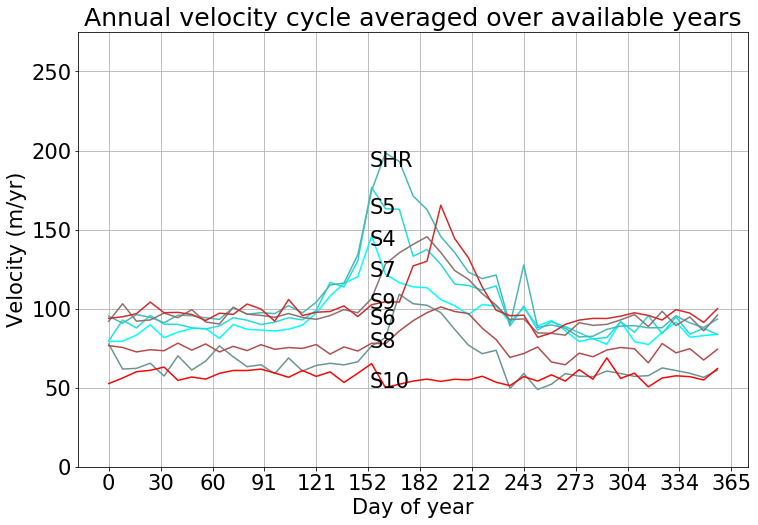 Annual velocity cycle averaged over available years
Velocity (m/yr)
250
200
150
100
50
0
SHR
S5
S4
S7
S9
S6
S8
S10
0 30 60 91 121 152 182 212 243 273 304 334 365
Day of year